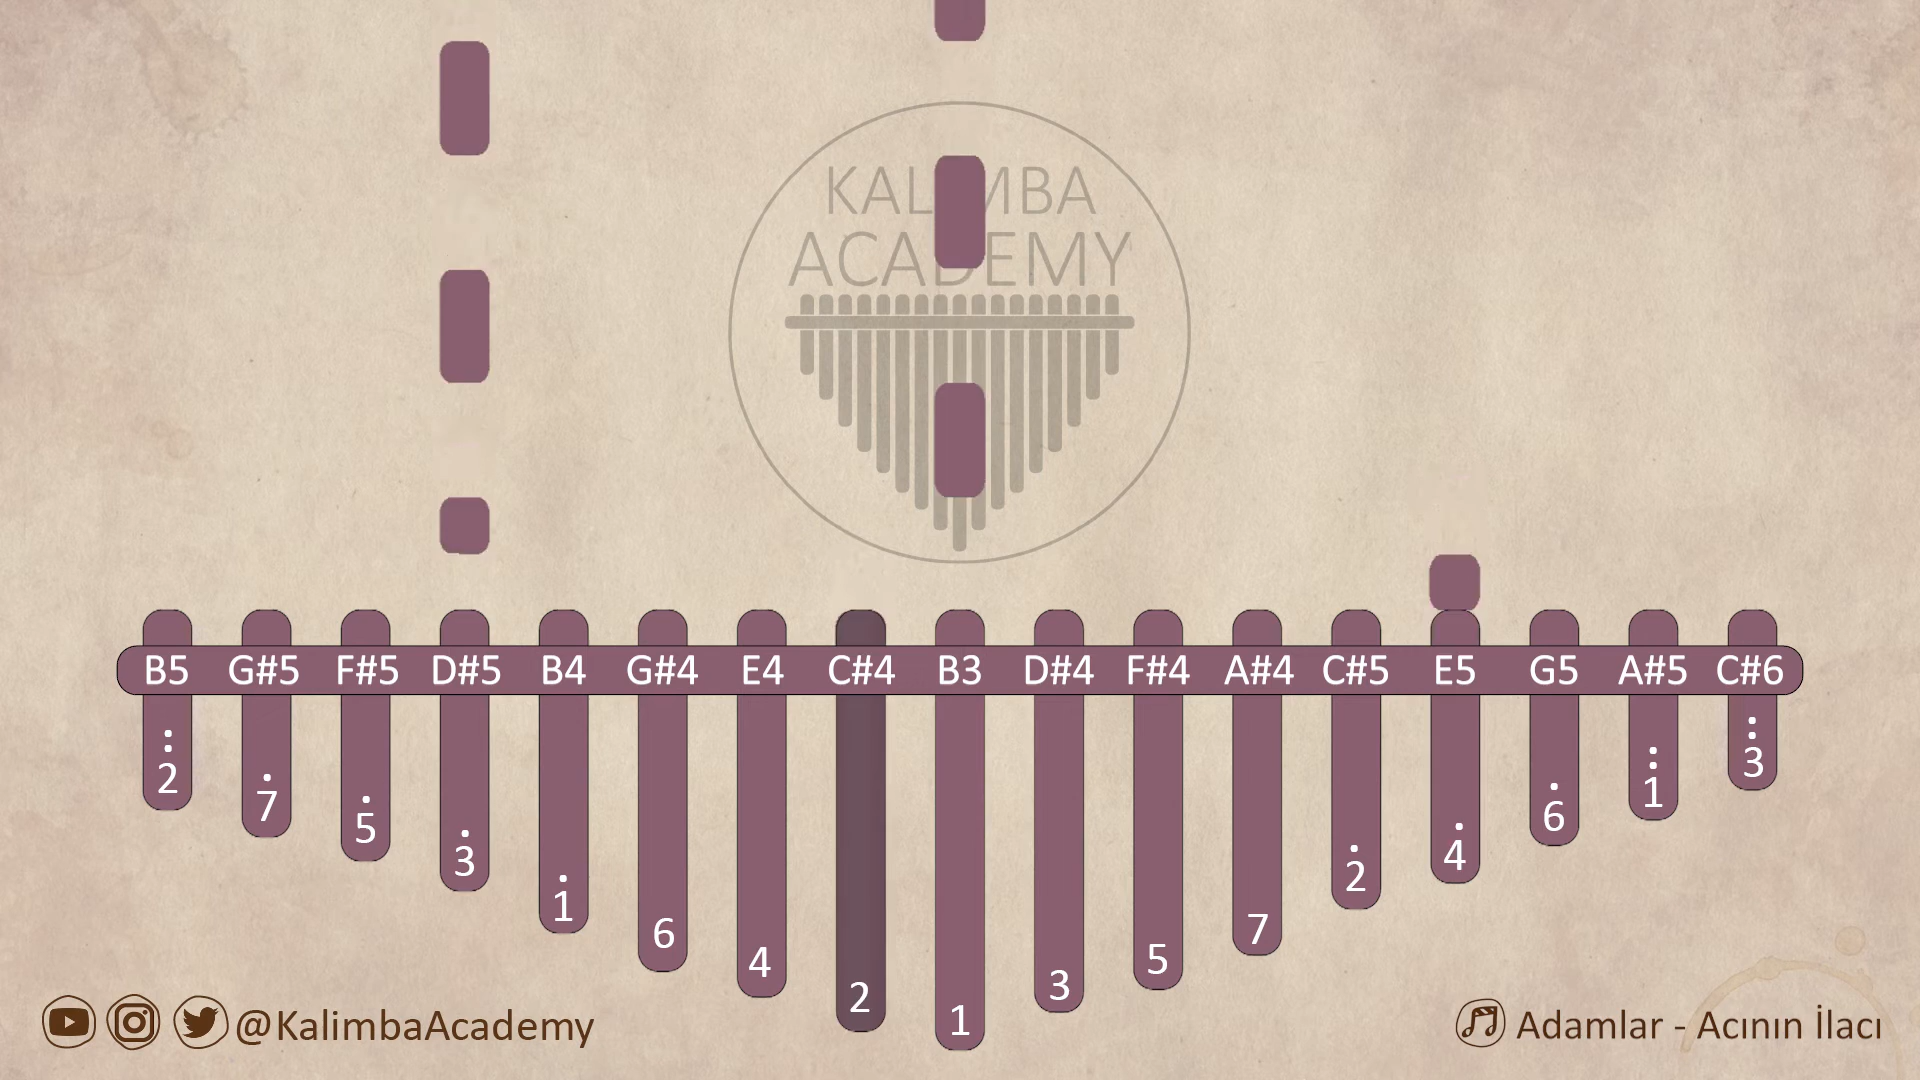 KALIMBA
ACADEMY
B5 G#5 F#5 D#5 B4 G#4 E4 C#4 B3 D#4 F#4 A#4 C#5 E5 G5 A#5 C#6
2 7 5 3 1 6 4 2 1 3 5 7 2 4 6 1 3
@KalimbaAcademy
Adamlar - Acının İlacı